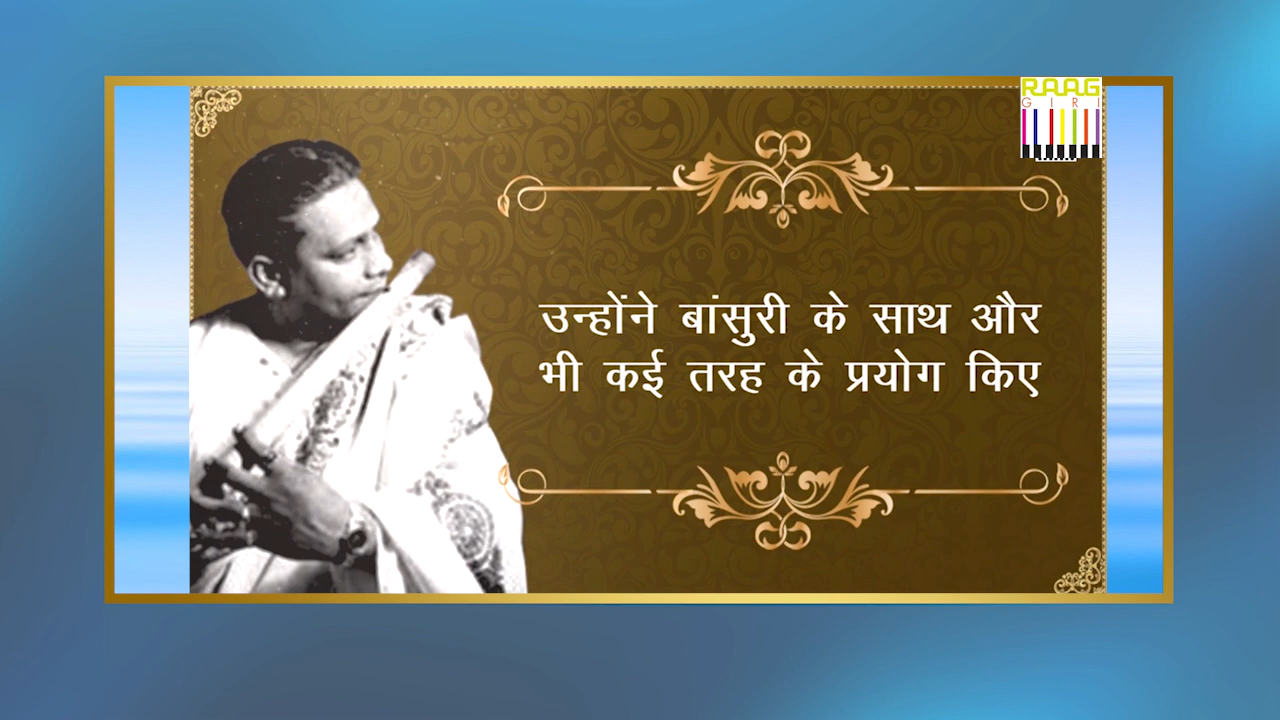 RAAG
GIRI
उन्होंने बांसुरी के साथ और
भी कई तरह के प्रयोग किए